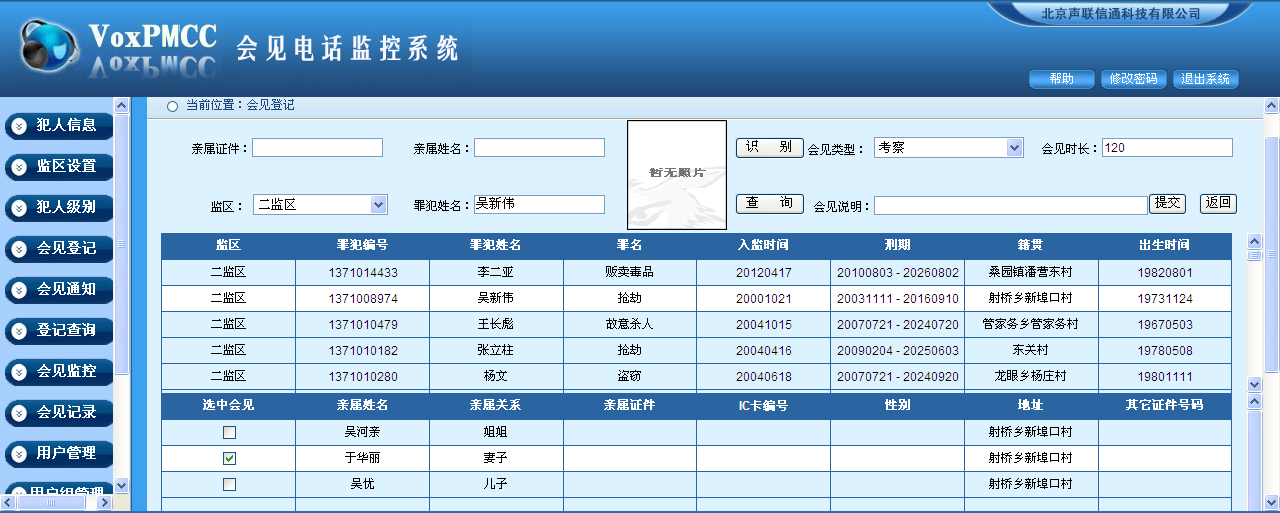 北京声联信通科技有限公司
VoxPMCC 会见电话监控系统
帮助 修改密码 退出系统
犯人信息
监区设置
犯人级别
会见登记
会见通知
登记查询
会见监控
会见记录
用户管理
用户组管理
当前位置：会见登记
亲属证件： 亲属姓名： 暂无照片 识 别 会见类型： 考察 会见时长： 120
监区： 二监区 罪犯姓名： 吴新伟 查 询 会见说明： 提交 返回
监区 罪犯编号 罪犯姓名 罪名 入监时间 刑期 籍贯 出生时间
二监区 1371014433 李二亚 贩卖毒品 20120417 20100803 - 20260802 桑园镇潘营东村 19820801
二监区 1371008974 吴新伟 抢劫 20001021 20031111 - 20160910 射桥乡新埠口村 19731124
二监区 1371010479 王长彪 故意杀人 20041015 20070721 - 20240720 管家务乡管家务村 19670503
二监区 1371010182 张立柱 抢劫 20040416 20090204 - 20250603 东关村 19780508
二监区 1371010280 杨文 盗窃 20040618 20070721 - 20240920 龙眼乡杨庄村 19801111
选中会见 亲属姓名 亲属关系 亲属证件 IC卡编号 性别 地址 其它证件号码
吴河亲 姐姐 射桥乡新埠口村
于华丽 妻子 射桥乡新埠口村
吴忧 儿子 射桥乡新埠口村